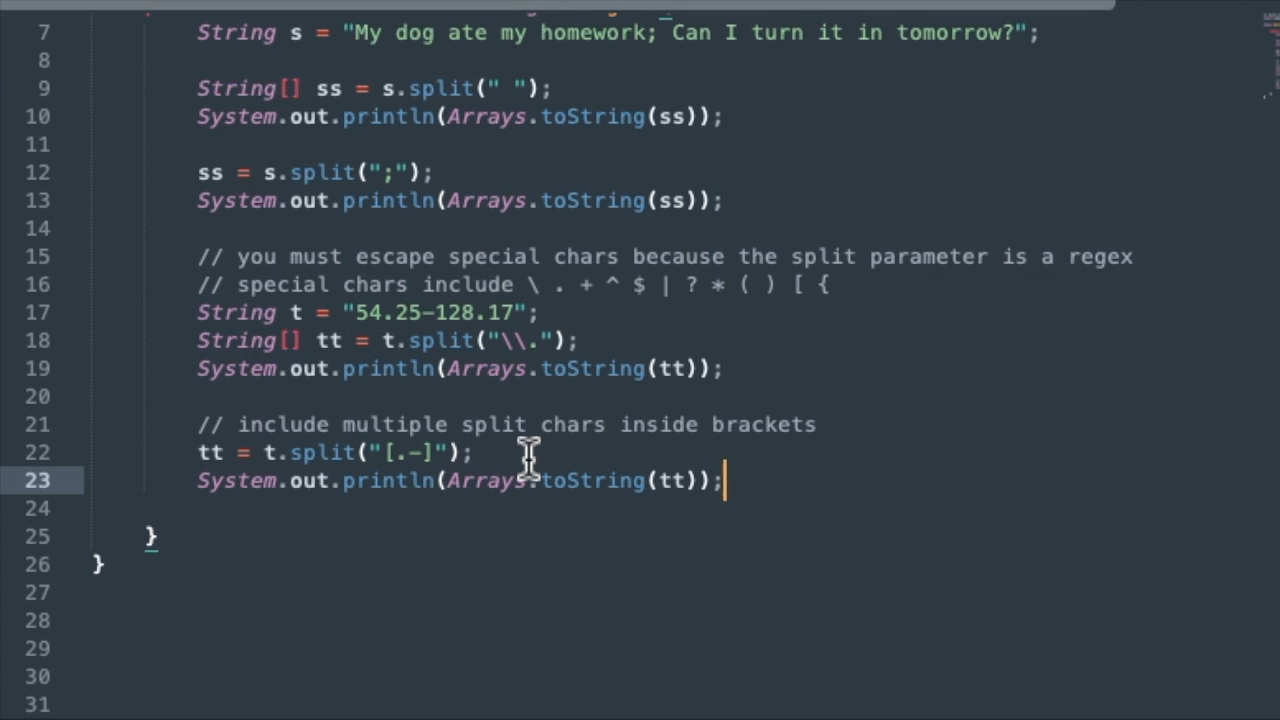 7 String s = "My dog ate my homework; Can I turn it in tomorrow?";
8
9 String[] ss = s.split(" ");
10 System.out.println(Arrays.toString(ss));
11
12 ss = s.split(";");
13 System.out.println(Arrays.toString(ss));
14
15 // you must escape special chars because the split parameter is a regex
16 // special chars include \ . + ^ $ | ? * ( ) [ {
17 String t = "54.25-128.17";
18 String[] tt = t.split("\\.");
19 System.out.println(Arrays.toString(tt));
20
21 // include multiple split chars inside brackets
22 tt = t.split("[.-]");
23 System.out.println(Arrays.toString(tt));
24
25 }
26 }
27
28
29
30
31